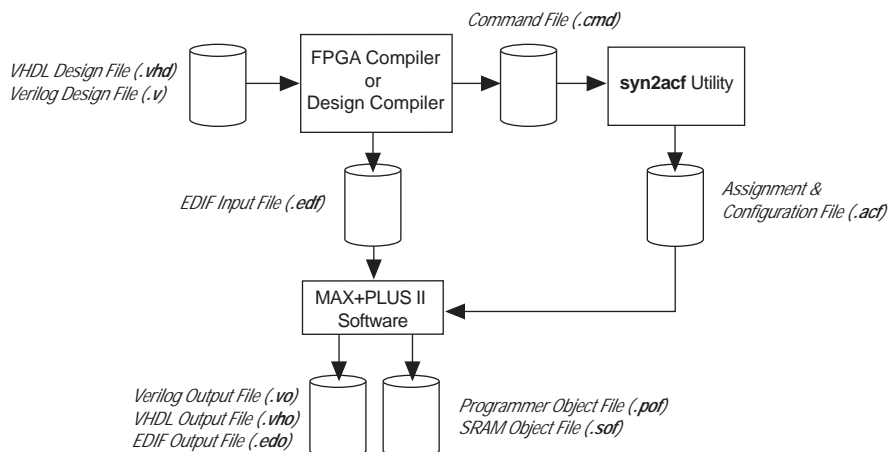 Command File (.cmd)
VHDL Design File (.vhd)
Verilog Design File (.v)
FPGA Compiler
or
Design Compiler
syn2acf Utility
EDIF Input File (.edf)
Assignment &
Configuration File (.acf)
MAX+PLUS II
Software
Verilog Output File (.vo)
VHDL Output File (.vho)
EDIF Output File (.edo)
Programmer Object File (.pof)
SRAM Object File (.sof)